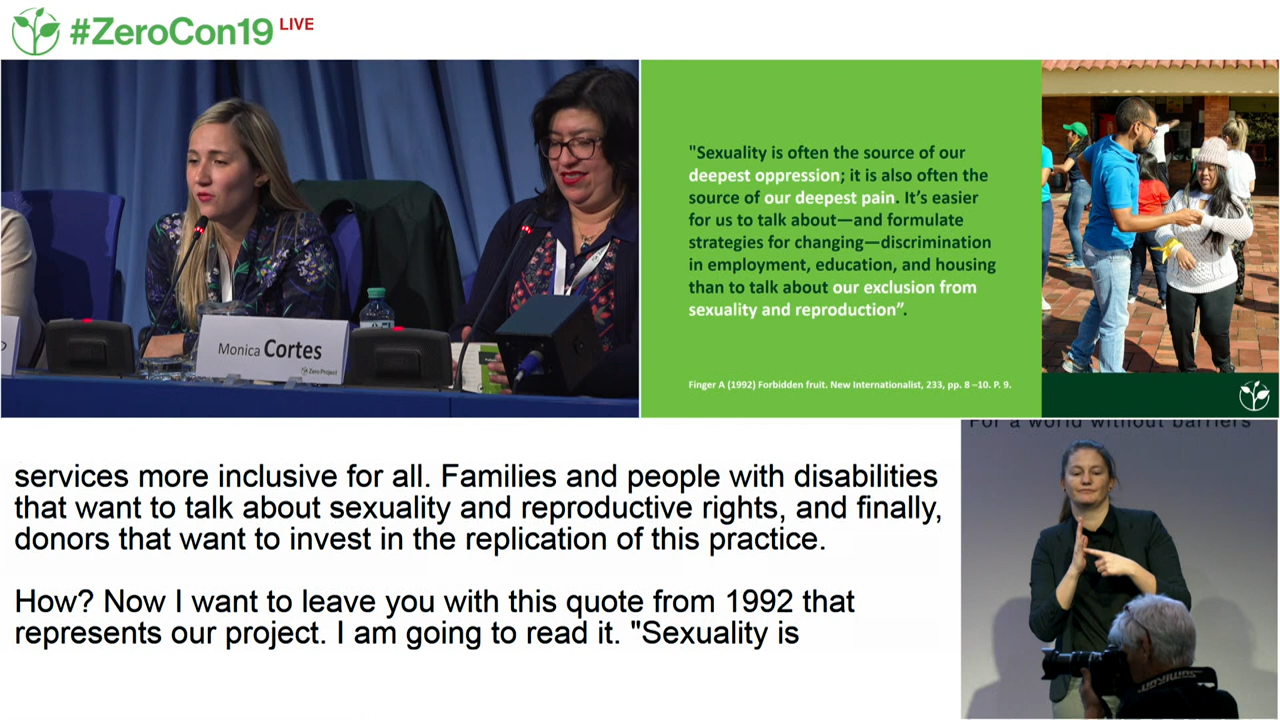 #ZeroCon19 LIVE
"Sexuality is often the source of our
deepest oppression; it is also often the
source of our deepest pain. It’s easier
for us to talk about—and formulate
strategies for changing—discrimination
in employment, education, and housing
than to talk about our exclusion from
sexuality and reproduction”.
Finger A (1992) Forbidden fruit. New Internationalist, 233, pp. 8 –10. P. 9.
Monica Cortes
Zero Project
For a world without barriers
services more inclusive for all. Families and people with disabilities
that want to talk about sexuality and reproductive rights, and finally,
donors that want to invest in the replication of this practice.
How? Now I want to leave you with this quote from 1992 that
represents our project. I am going to read it. "Sexuality is